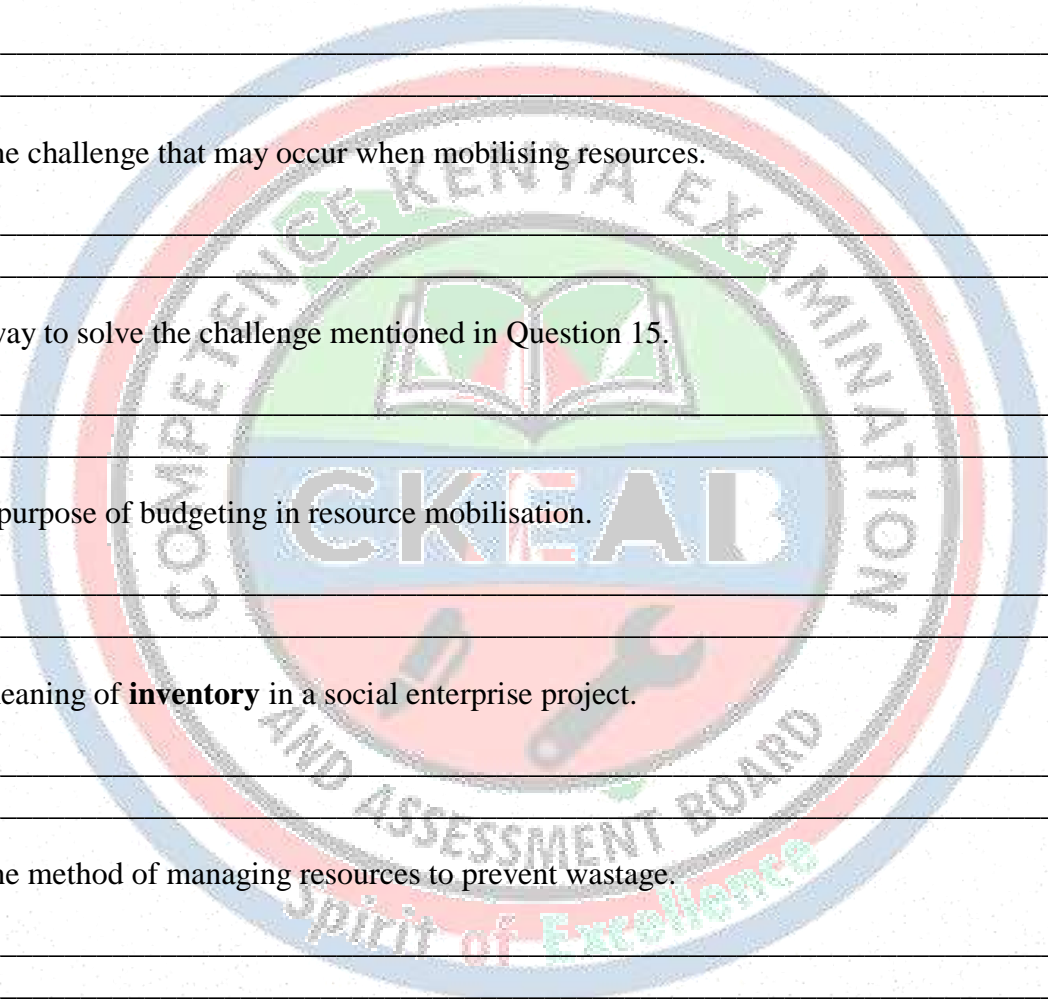 he challenge that may occur when mobilising resources.
way to solve the challenge mentioned in Question 15.
purpose of budgeting in resource mobilisation.
eaning of inventory in a social enterprise project.
he method of managing resources to prevent wastage.
COMPETENCE KENYA EXAMINATION
CKEAB
AND ASSESSMENT BOARD
Spirit of Excellence